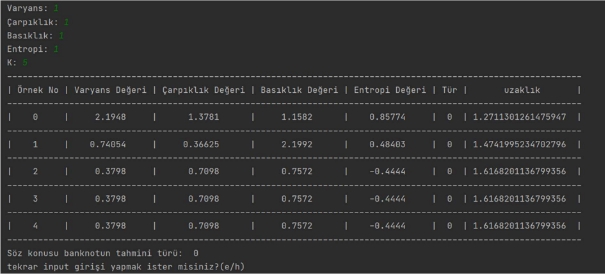 Varyans: 1
Çarpıklık: 1
Basıklık: 1
Entropi: 1
K: 5
| Örnek No | Varyans Değeri | Çarpıklık Değeri | Basıklık Değeri | Entropi Değeri | Tür | uzaklık |
| 0 | 2.1948 | 1.3781 | 1.1582 | 0.85774 | 0 | 1.2711301261475947 |
| 1 | 0.74054 | 0.36625 | 2.1992 | 0.48403 | 0 | 1.4741995234702796 |
| 2 | 0.3798 | 0.7098 | 0.7572 | -0.4444 | 0 | 1.6168201136799356 |
| 3 | 0.3798 | 0.7098 | 0.7572 | -0.4444 | 0 | 1.6168201136799356 |
| 4 | 0.3798 | 0.7098 | 0.7572 | -0.4444 | 0 | 1.6168201136799356 |
Söz konusu banknotun tahmini türü: 0
tekrar input girişi yapmak ister misiniz?(e/h)